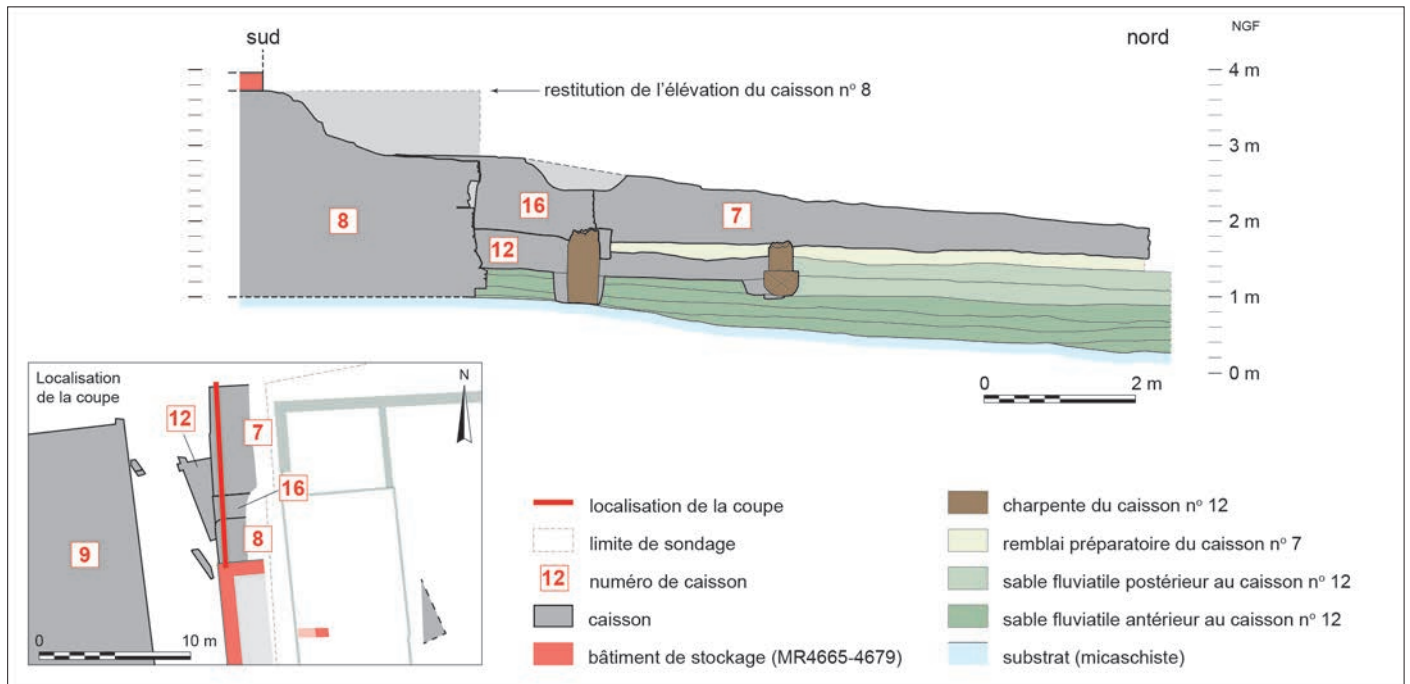 sud
nord
NGF
4 m
restitution de l'élévation du caisson nº 8
3 m
8
16
7
2 m
12
1 m
0 m
0
2 m
Localisation
de la coupe
N
12
7
16
9
8
0
10 m
localisation de la coupe
limite de sondage
12
numéro de caisson
caisson
bâtiment de stockage (MR4665-4679)
charpente du caisson nº 12
remblai préparatoire du caisson nº 7
sable fluviatile postérieur au caisson nº 12
sable fluviatile antérieur au caisson nº 12
substrat (micaschiste)